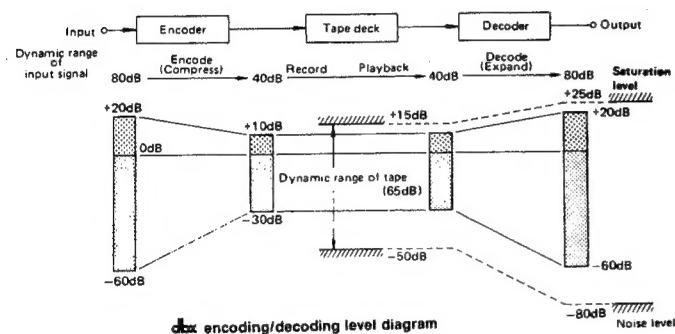 Input Encoder Tape deck Decoder Output
Dynamic range of input signal
Encode (Compress) Record Playback Decode (Expand)
80dB 40dB 40dB 80dB
Saturation level
+25dB
+20dB +10dB +15dB +20dB
0dB
Dynamic range of tape (65dB)
-30dB
-50dB
-60dB -60dB
-80dB
Noise level
dbx encoding/decoding level diagram